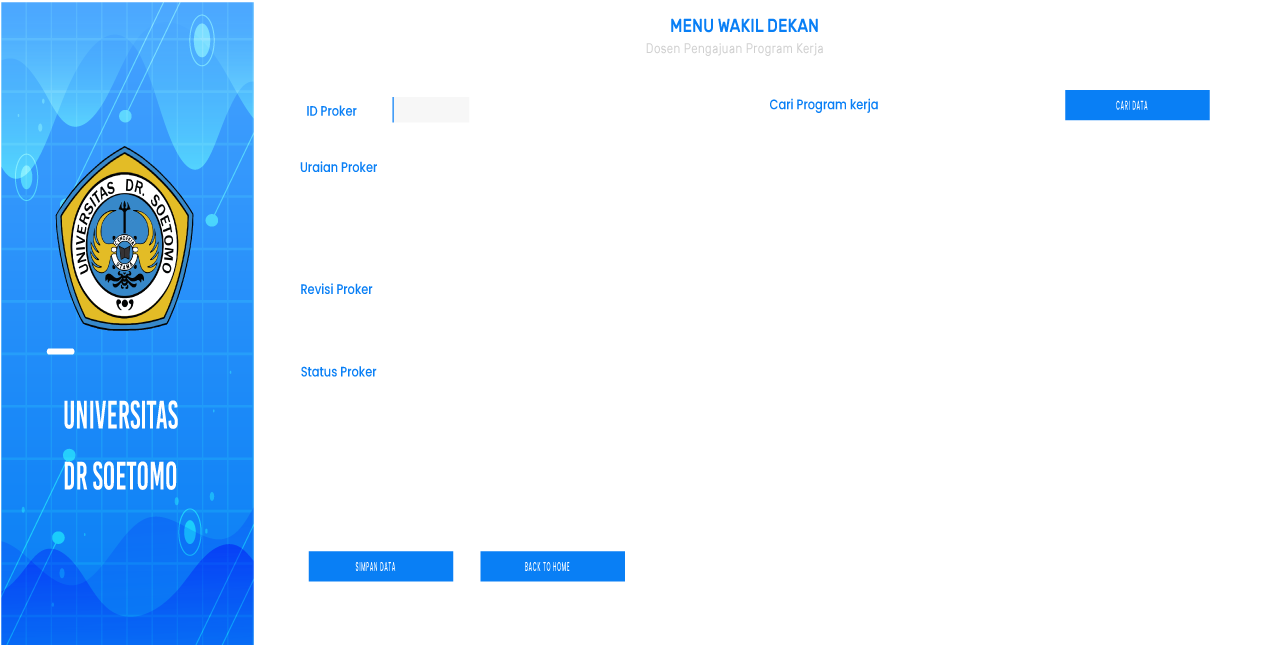 UNIVERSITAS DR. SOETOMO
UNIVERSITAS
DR SOETOMO
MENU WAKIL DEKAN
Dosen Pengajuan Program Kerja
ID Proker
Cari Program kerja
CARI DATA
Uraian Proker
Revisi Proker
Status Proker
SIMPAN DATA
BACK TO HOME